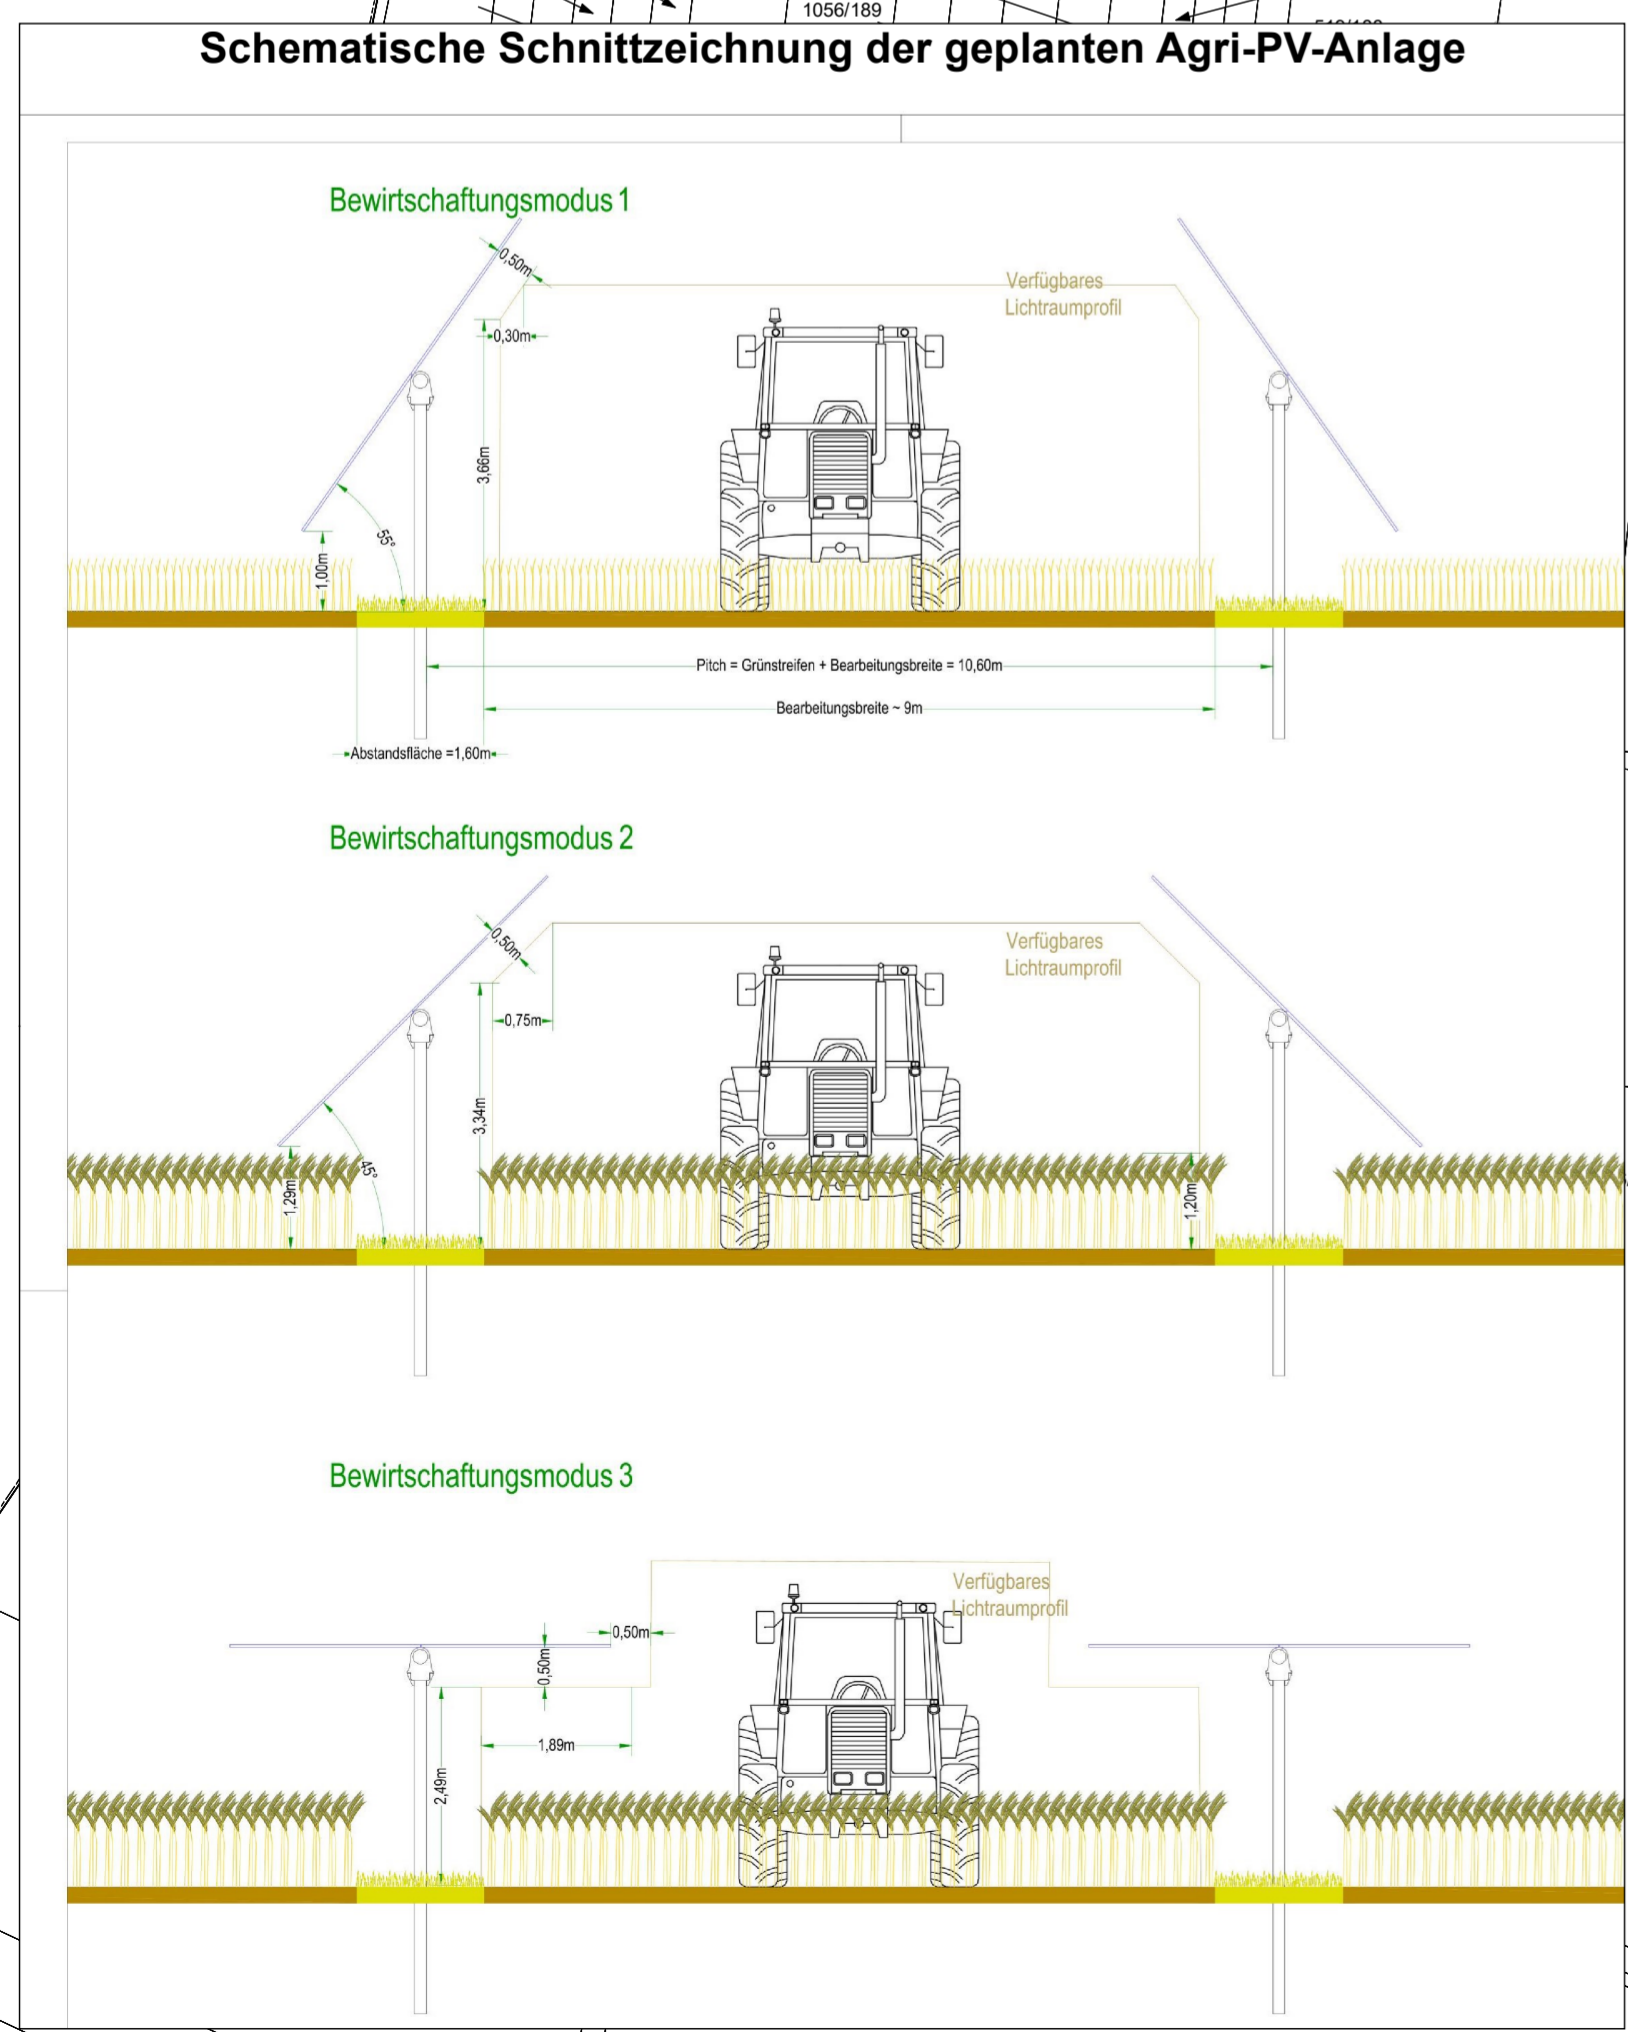 1056/189
Schematische Schnittzeichnung der geplanten Agri-PV-Anlage
Bewirtschaftungsmodus 1
0,50m
Verfügbares
Lichtraumprofil
0,30m
3,66m
55°
1,00m
Pitch = Grünstreifen + Bearbeitungsbreite = 10,60m
Bearbeitungsbreite ~ 9m
Abstandsfläche =1,60m
Bewirtschaftungsmodus 2
0,50m
Verfügbares
Lichtraumprofil
0,75m
3,34m
45°
1,29m
1,20m
Bewirtschaftungsmodus 3
Verfügbares
Lichtraumprofil
0,50m
0,50m
1,89m
2,49m